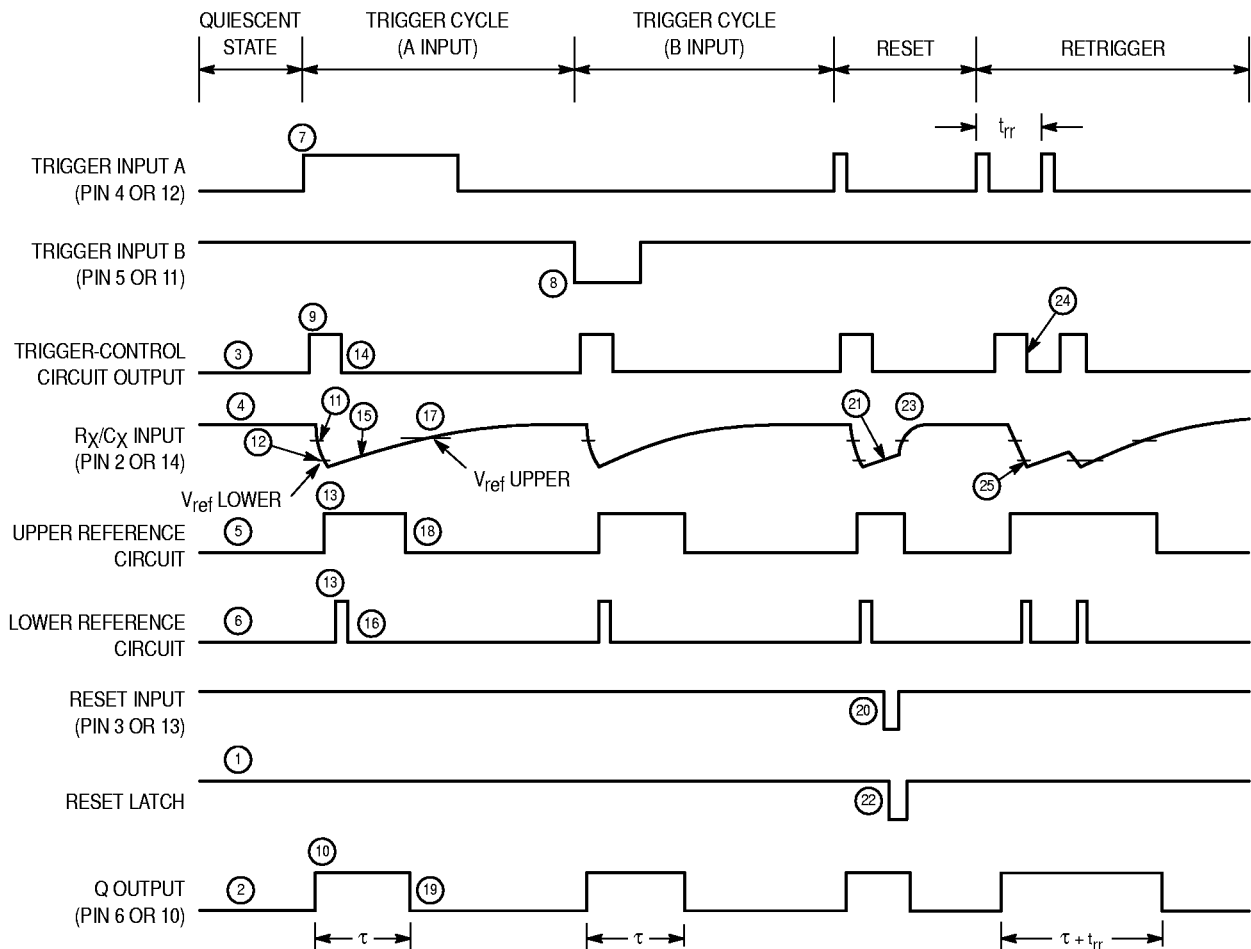 QUIESCENT
STATE
TRIGGER CYCLE
(A INPUT)
TRIGGER CYCLE
(B INPUT)
RESET
RETRIGGER
trr
7
TRIGGER INPUT A
(PIN 4 OR 12)
TRIGGER INPUT B
(PIN 5 OR 11)
8
9
24
3
14
TRIGGER-CONTROL
CIRCUIT OUTPUT
4
11
15
17
21
23
RX/CX INPUT
(PIN 2 OR 14)
12
Vref UPPER
25
Vref LOWER
13
UPPER REFERENCE
CIRCUIT
5
18
13
LOWER REFERENCE
CIRCUIT
6
16
RESET INPUT
(PIN 3 OR 13)
20
1
RESET LATCH
22
10
Q OUTPUT
(PIN 6 OR 10)
2
19
τ
τ
τ + trr